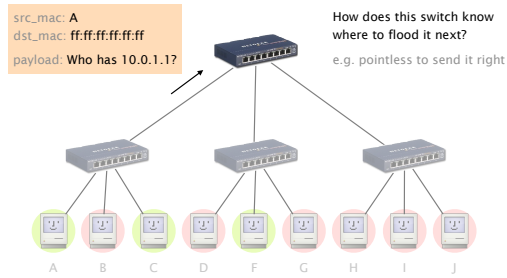 src_mac: A
dst_mac: ff:ff:ff:ff:ff:ff
payload: Who has 10.0.1.1?
How does this switch know
where to flood it next?
e.g. pointless to send it right
A B C D F G H I J